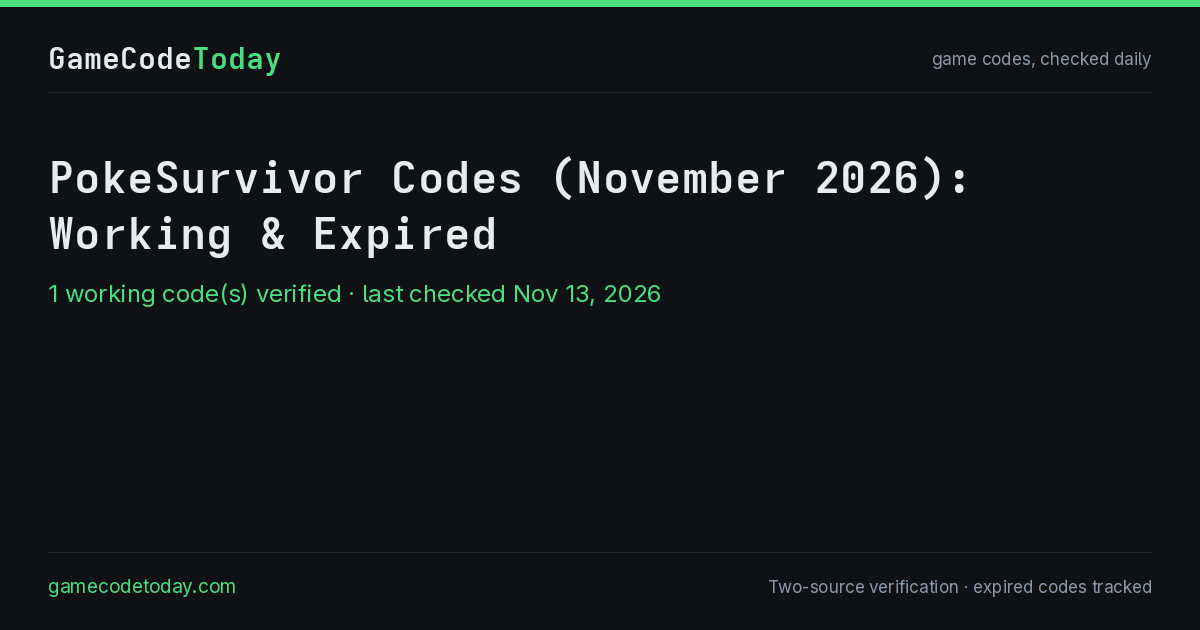 GameCodeToday
game codes, checked daily
PokeSurvivor Codes (November 2026):
Working & Expired
1 working code(s) verified · last checked Nov 13, 2026
gamecodetoday.com
Two-source verification · expired codes tracked